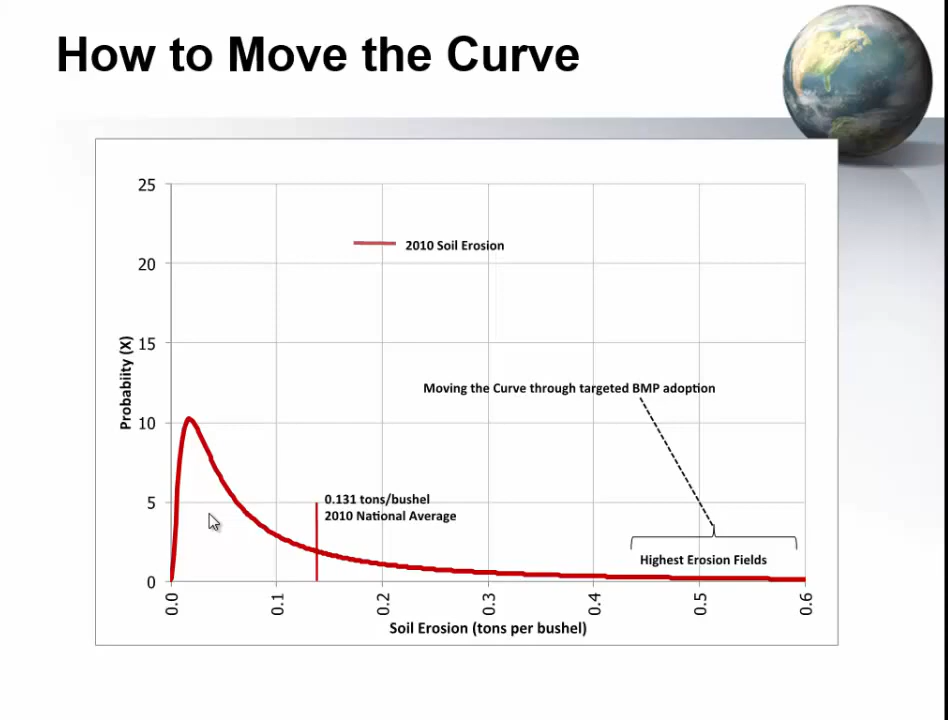 How to Move the Curve
25
20
15
10
5
0
Probabiity (X)
2010 Soil Erosion
Moving the Curve through targeted BMP adoption
0.131 tons/bushel
2010 National Average
Highest Erosion Fields
0.0
0.1
0.2
0.3
0.4
0.5
0.6
Soil Erosion (tons per bushel)